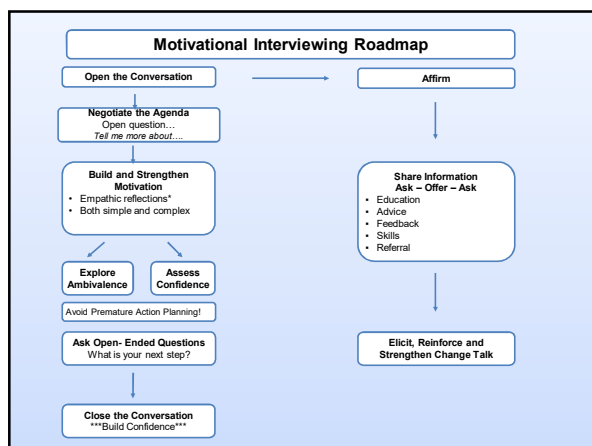 Motivational Interviewing Roadmap
Open the Conversation
Affirm
Negotiate the Agenda
Open question…
Tell me more about….
Build and Strengthen
Motivation
• Empathic reflections*
• Both simple and complex
Share Information
Ask – Offer – Ask
• Education
• Advice
• Feedback
• Skills
• Referral
Explore
Ambivalence
Assess
Confidence
Avoid Premature Action Planning!
Ask Open- Ended Questions
What is your next step?
Elicit, Reinforce and
Strengthen Change Talk
Close the Conversation
***Build Confidence***